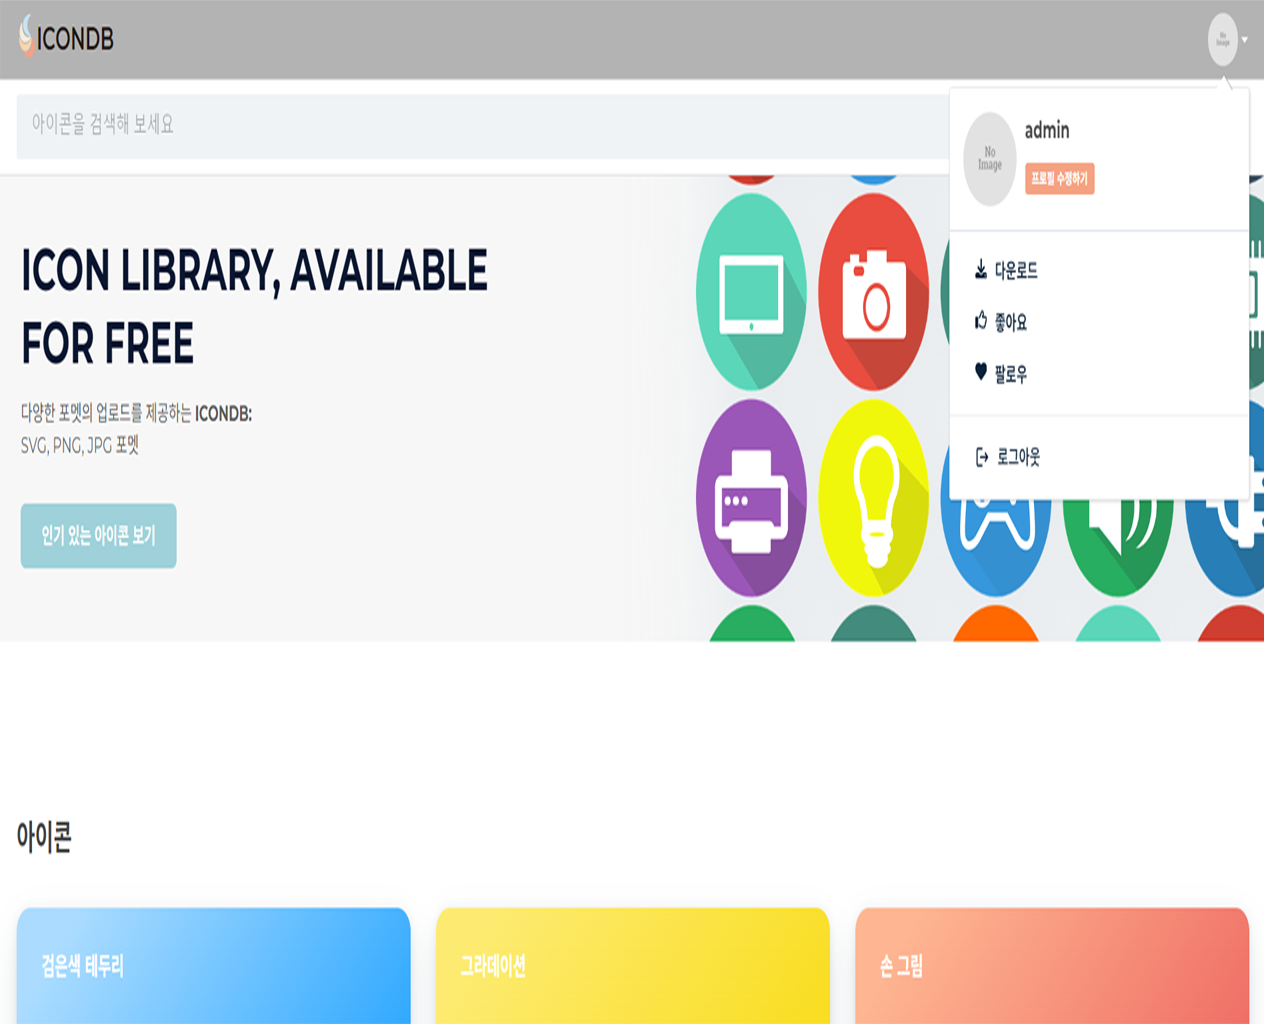 ICONDB
No
Image
아이콘을 검색해 보세요
No
Image
admin
프로필 수정하기
다운로드
좋아요
팔로우
로그아웃
ICON LIBRARY, AVAILABLE
FOR FREE
다양한 포멧의 업로드를 제공하는 ICONDB:
SVG, PNG, JPG 포멧
인기 있는 아이콘 보기
아이콘
검은색 테두리
그라데이션
손 그림